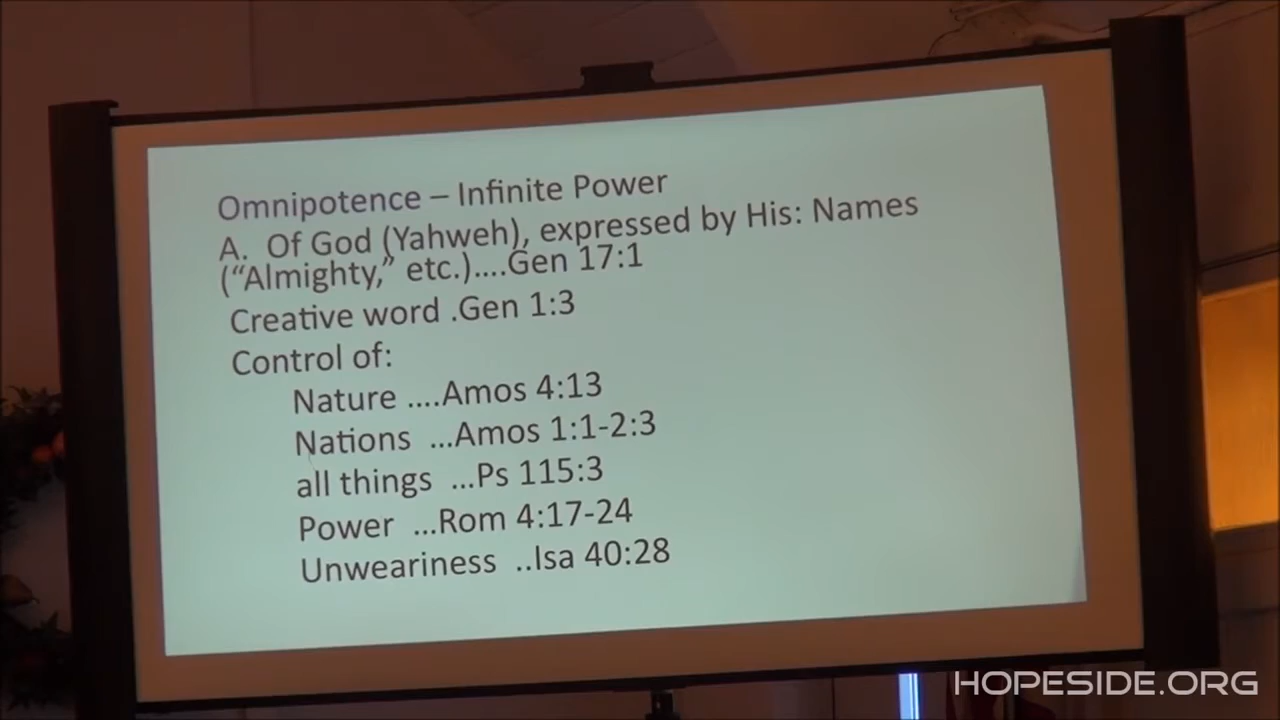 Omnipotence – Infinite Power
A. Of God (Yahweh), expressed by His: Names
(“Almighty,” etc.)....Gen 17:1
Creative word .Gen 1:3
Control of:
Nature ....Amos 4:13
Nations ...Amos 1:1-2:3
all things ...Ps 115:3
Power ...Rom 4:17-24
Unweariness ..Isa 40:28
HOPESIDE.ORG